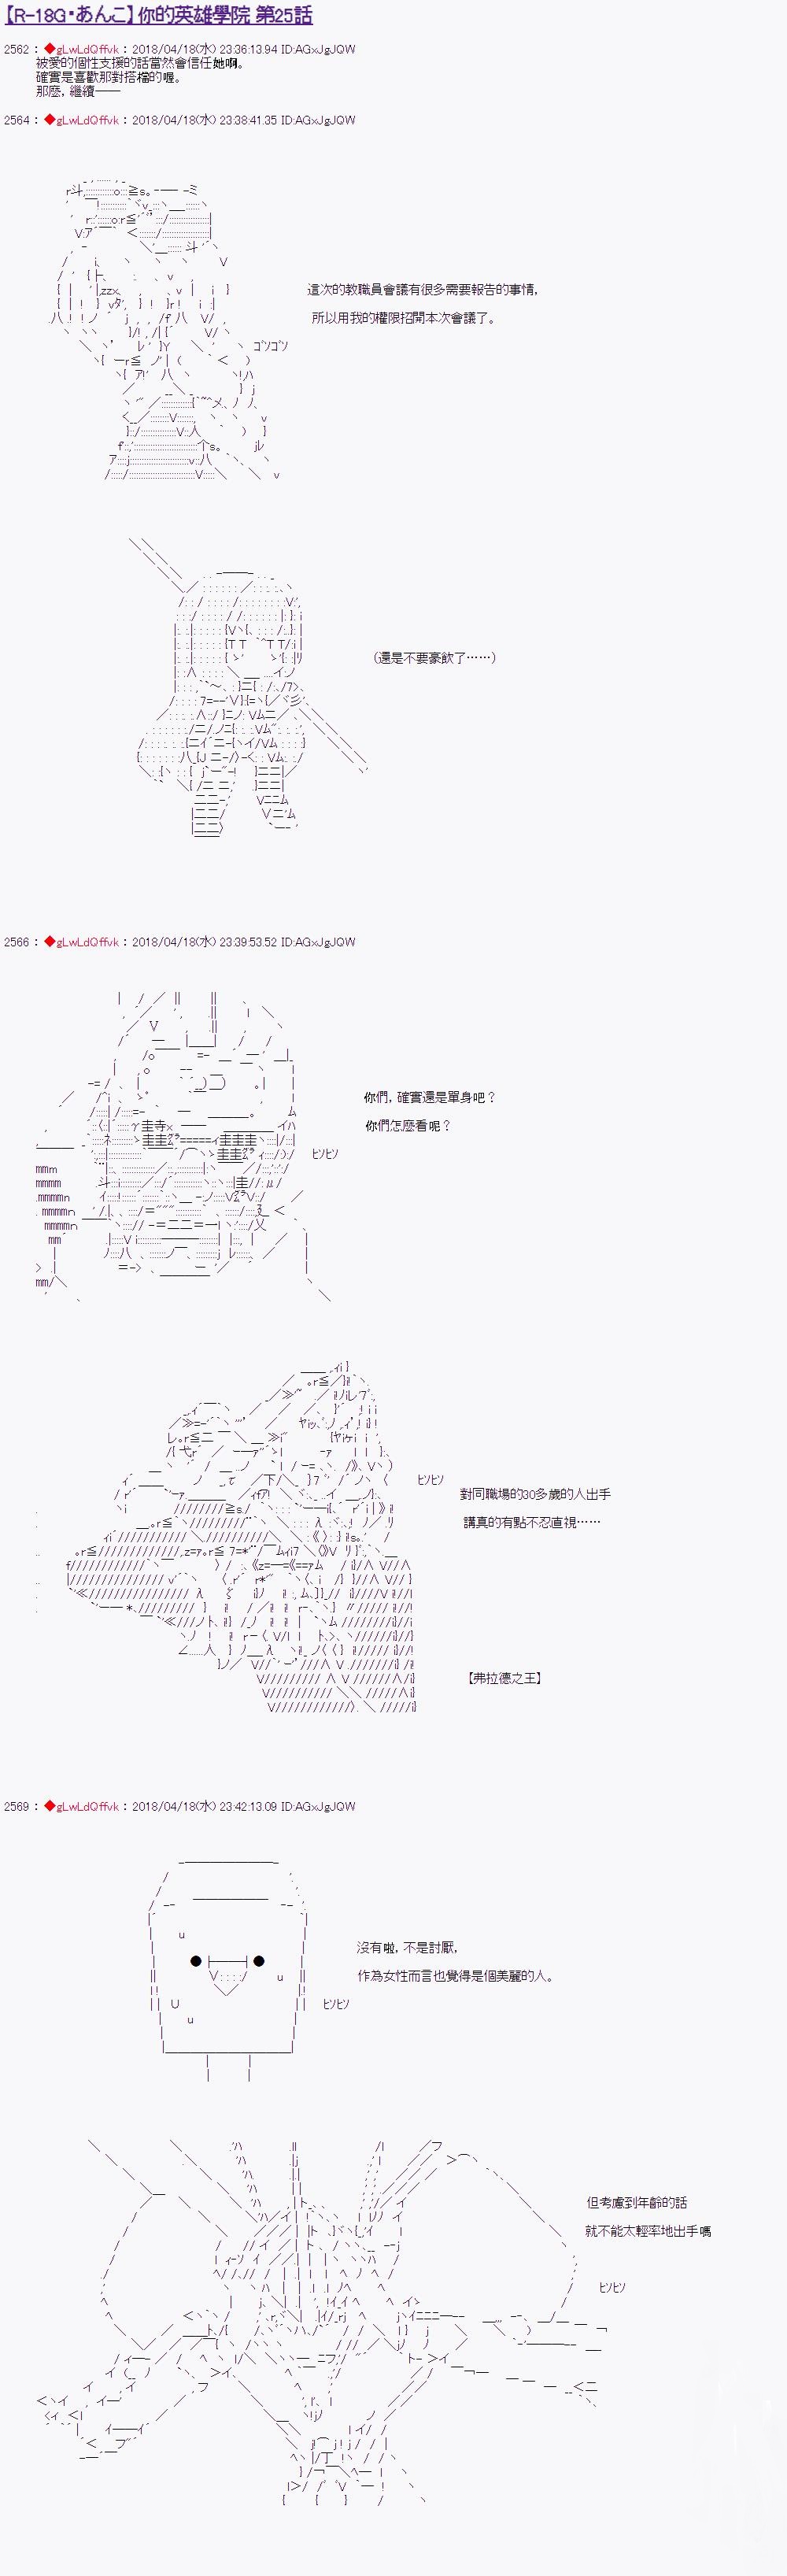 【R-18G・あんこ】你的英雄學院 第25話
2562 : ◆gLwLdQffvk : 2018/04/18(水) 23:36:13.94 ID:AGxJgJQW
被愛的個性支援的話當然會信任她啊。
確實是喜歡那對搭檔的喔。
那麼，繼續――
2564 : ◆gLwLdQffvk : 2018/04/18(水) 23:38:41.35 ID:AGxJgJQW
這次的教職員會議有很多需要報告的事情，
所以用我的權限招開本次會議了。
ｺﾞｿｺﾞｿ
（還是不要豪飲了……）
2566 : ◆gLwLdQffvk : 2018/04/18(水) 23:39:53.52 ID:AGxJgJQW
你們，確實還是單身吧？
你們怎麼看呢？
ﾋｿﾋｿ
ﾋｿﾋｿ
對同職場的30多歲的人出手
講真的有點不忍直視……
【弗拉德之王】
2569 : ◆gLwLdQffvk : 2018/04/18(水) 23:42:13.09 ID:AGxJgJQW
沒有啦，不是討厭，
作為女性而言也覺得是個美麗的人。
ﾋｿﾋｿ
但考慮到年齡的話
就不能太輕率地出手嗎
ﾋｿﾋｿ